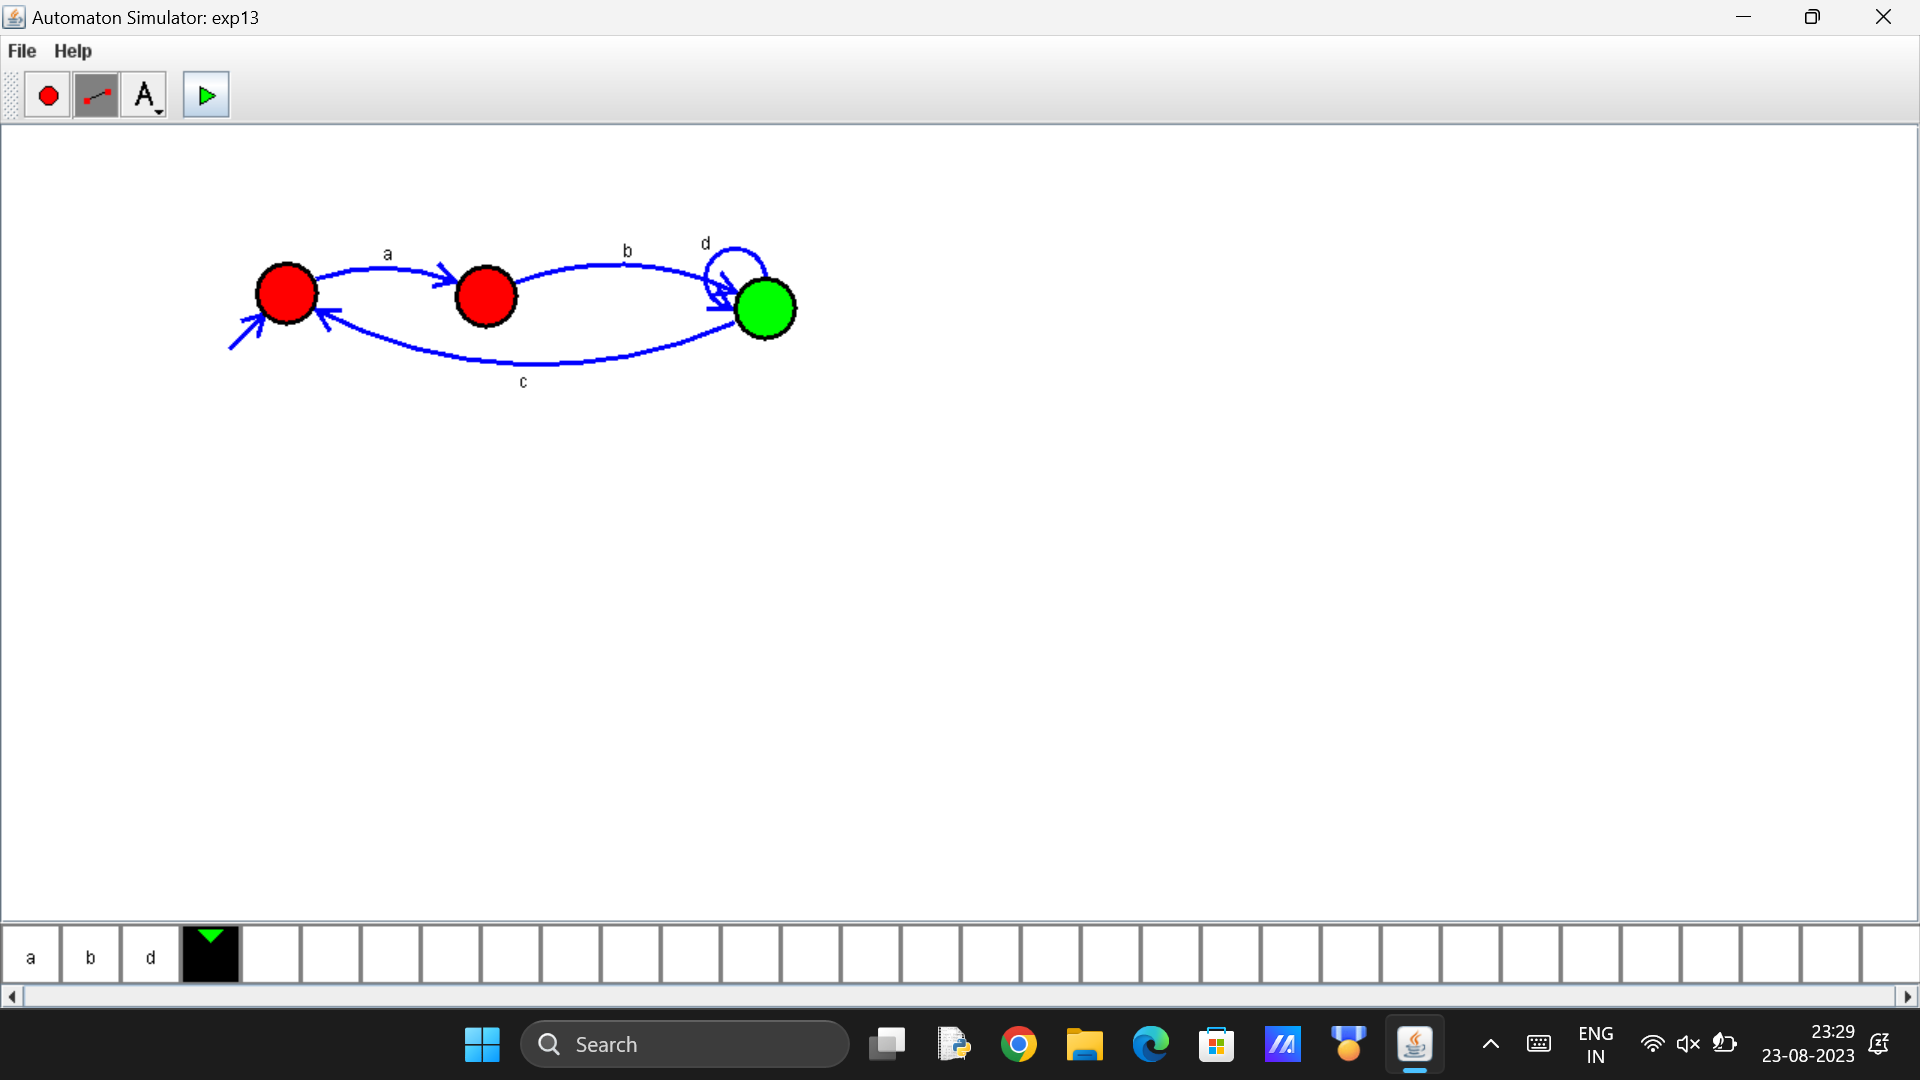 Automaton Simulator: exp13
File Help
A
a
b
d
c
a b d
Search
ENG
IN
23:29
23-08-2023